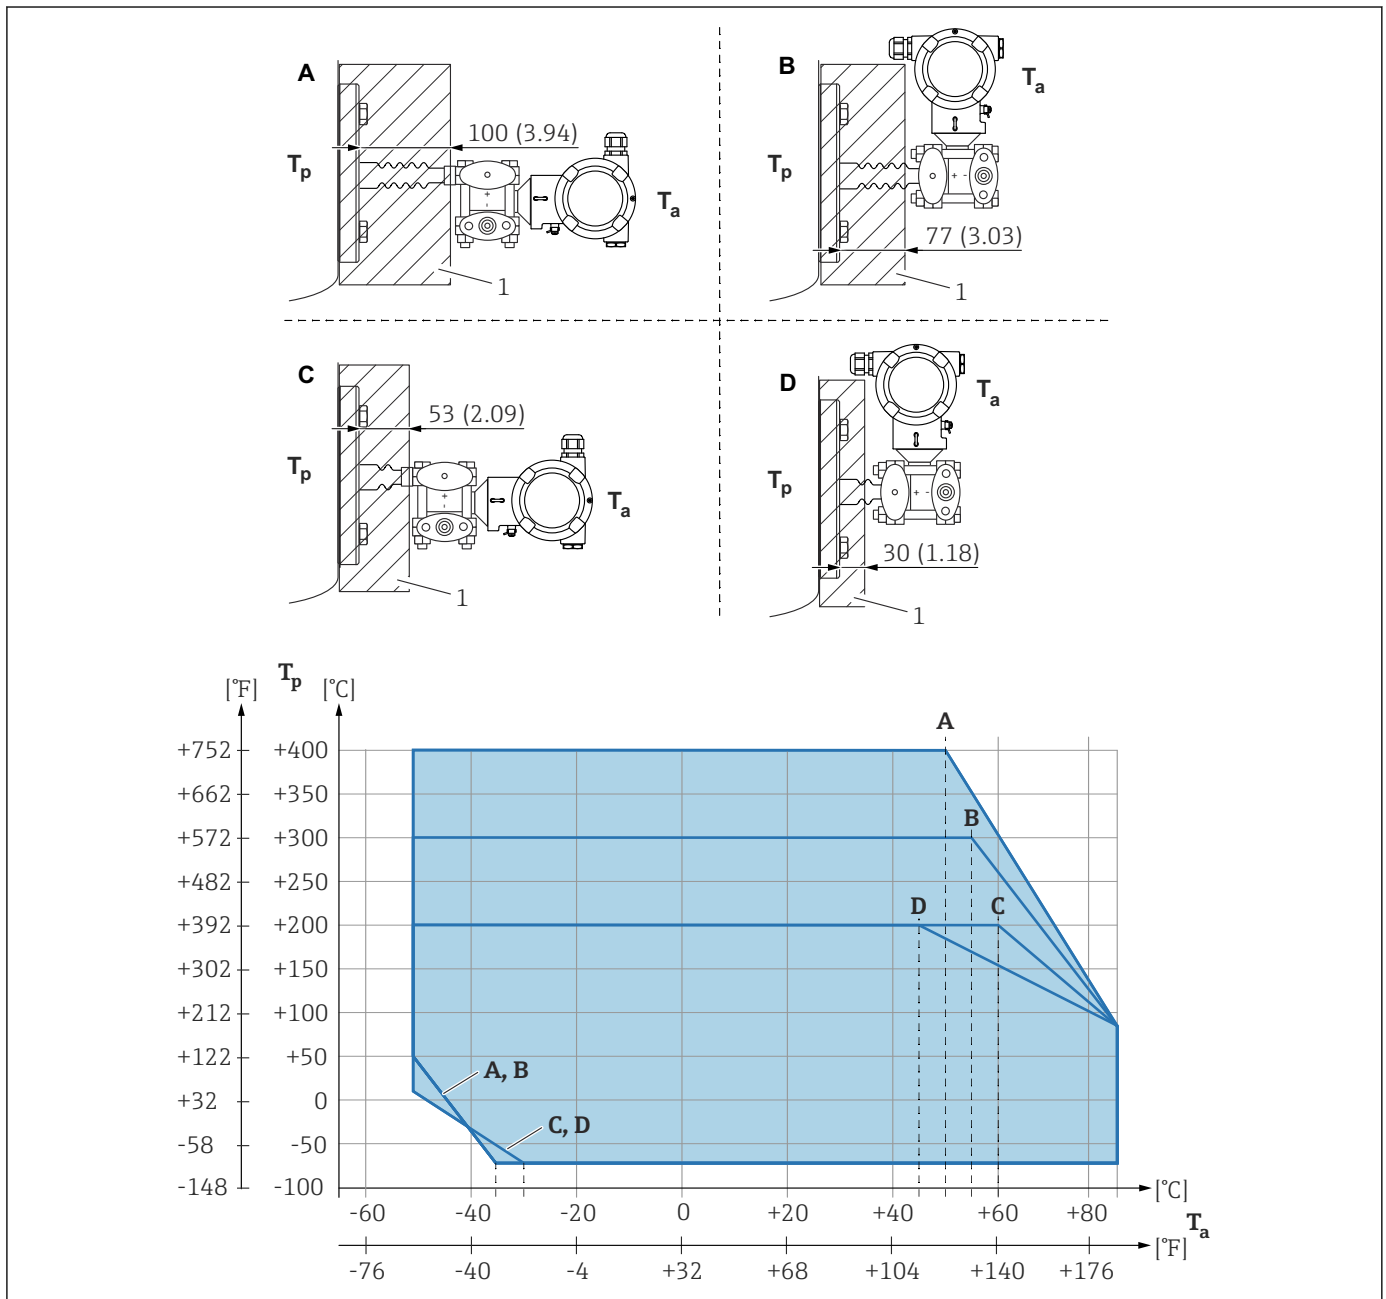 A
100 (3.94)
Tp
Ta
1
B
Ta
Tp
77 (3.03)
1
C
53 (2.09)
Tp
Ta
1
D
Ta
Tp
30 (1.18)
1
Tp
[°F] [°C]
A
+752 +400
+662 +350
B
+572 +300
+482 +250
D C
+392 +200
+302 +150
+212 +100
+122 +50
A, B
+32 0
C, D
-58 -50
-148 -100
[°C]
-60 -40 -20 0 +20 +40 +60 +80
Ta
[°F]
-76 -40 -4 +32 +68 +104 +140 +176
+ -
+ -
+ -
+ -